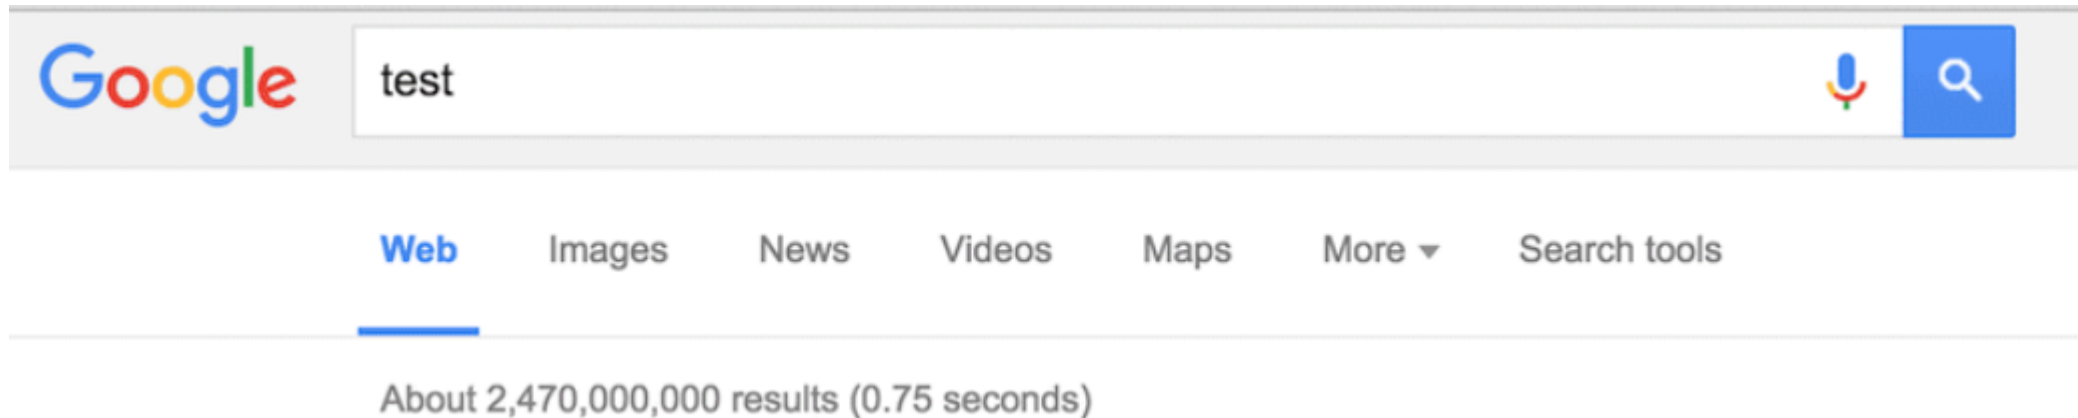 Google test
Web Images News Videos Maps More Search tools
About 2,470,000,000 results (0.75 seconds)